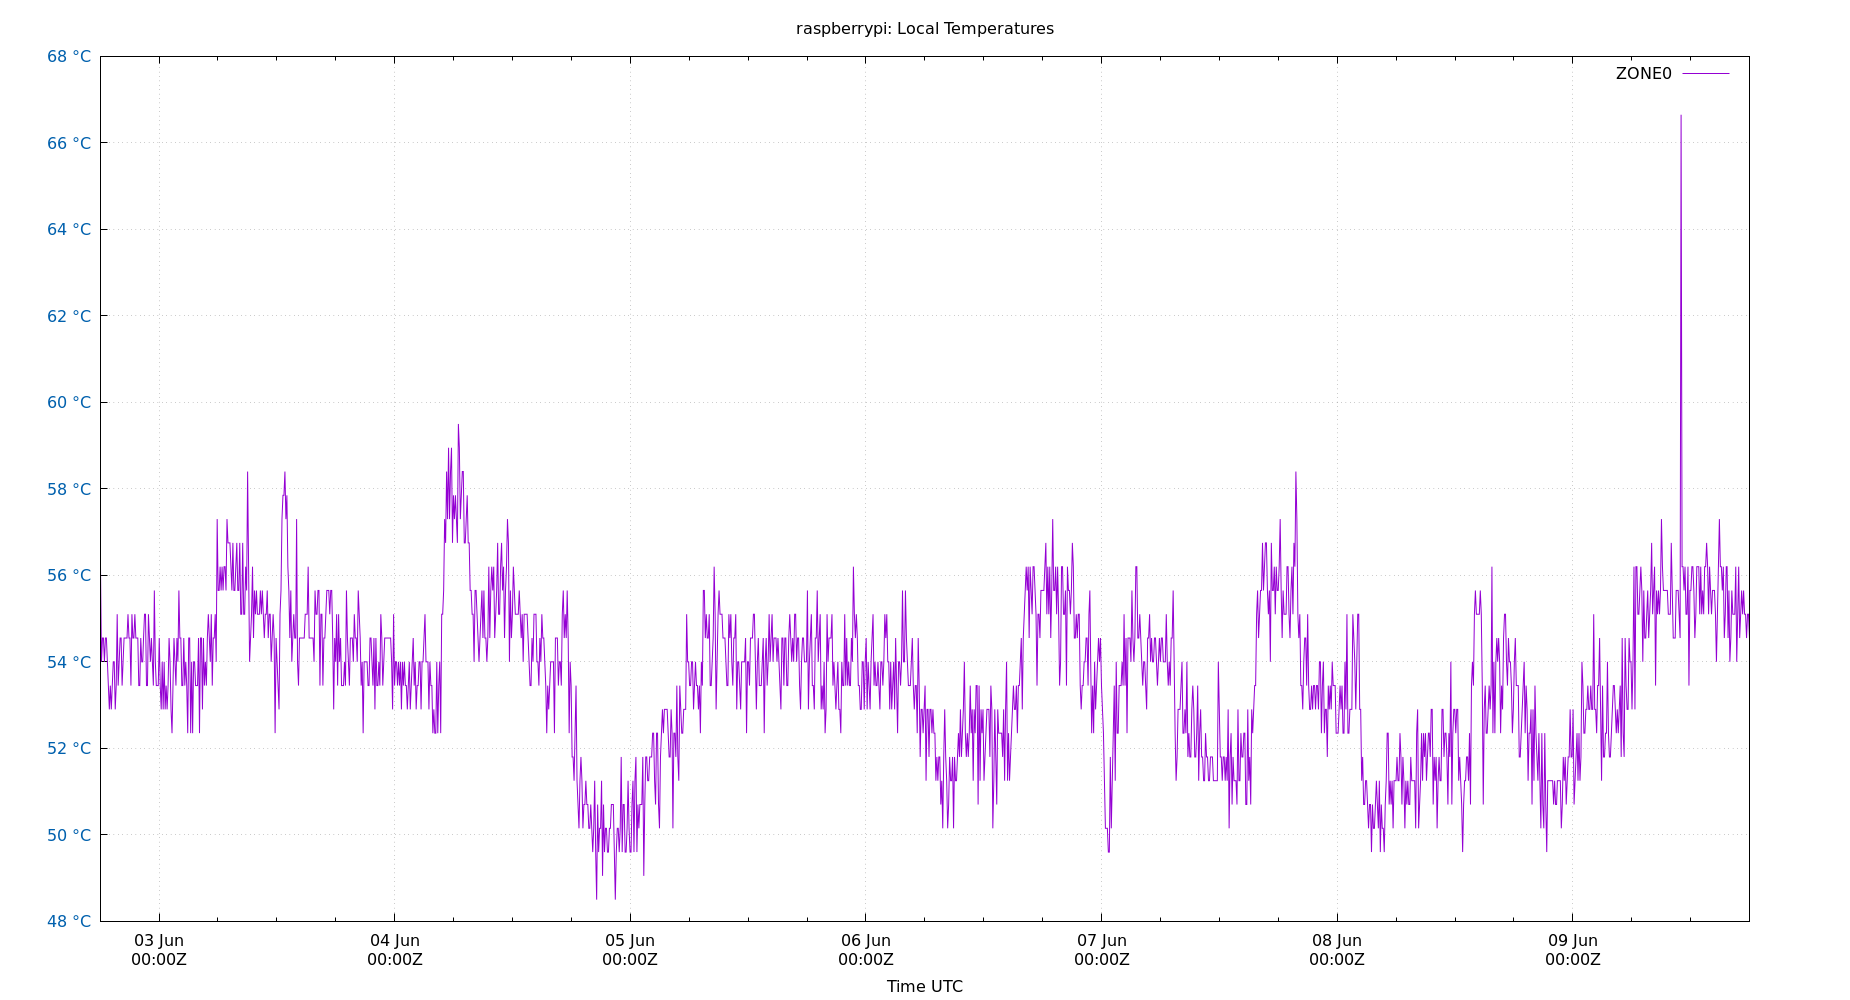 raspberrypi: Local Temperatures
68 °C
ZONE0
66 °C
64 °C
62 °C
60 °C
58 °C
56 °C
54 °C
52 °C
50 °C
48 °C
03 Jun 04 Jun 05 Jun 06 Jun 07 Jun 08 Jun 09 Jun
00:00Z 00:00Z 00:00Z 00:00Z 00:00Z 00:00Z 00:00Z
Time UTC